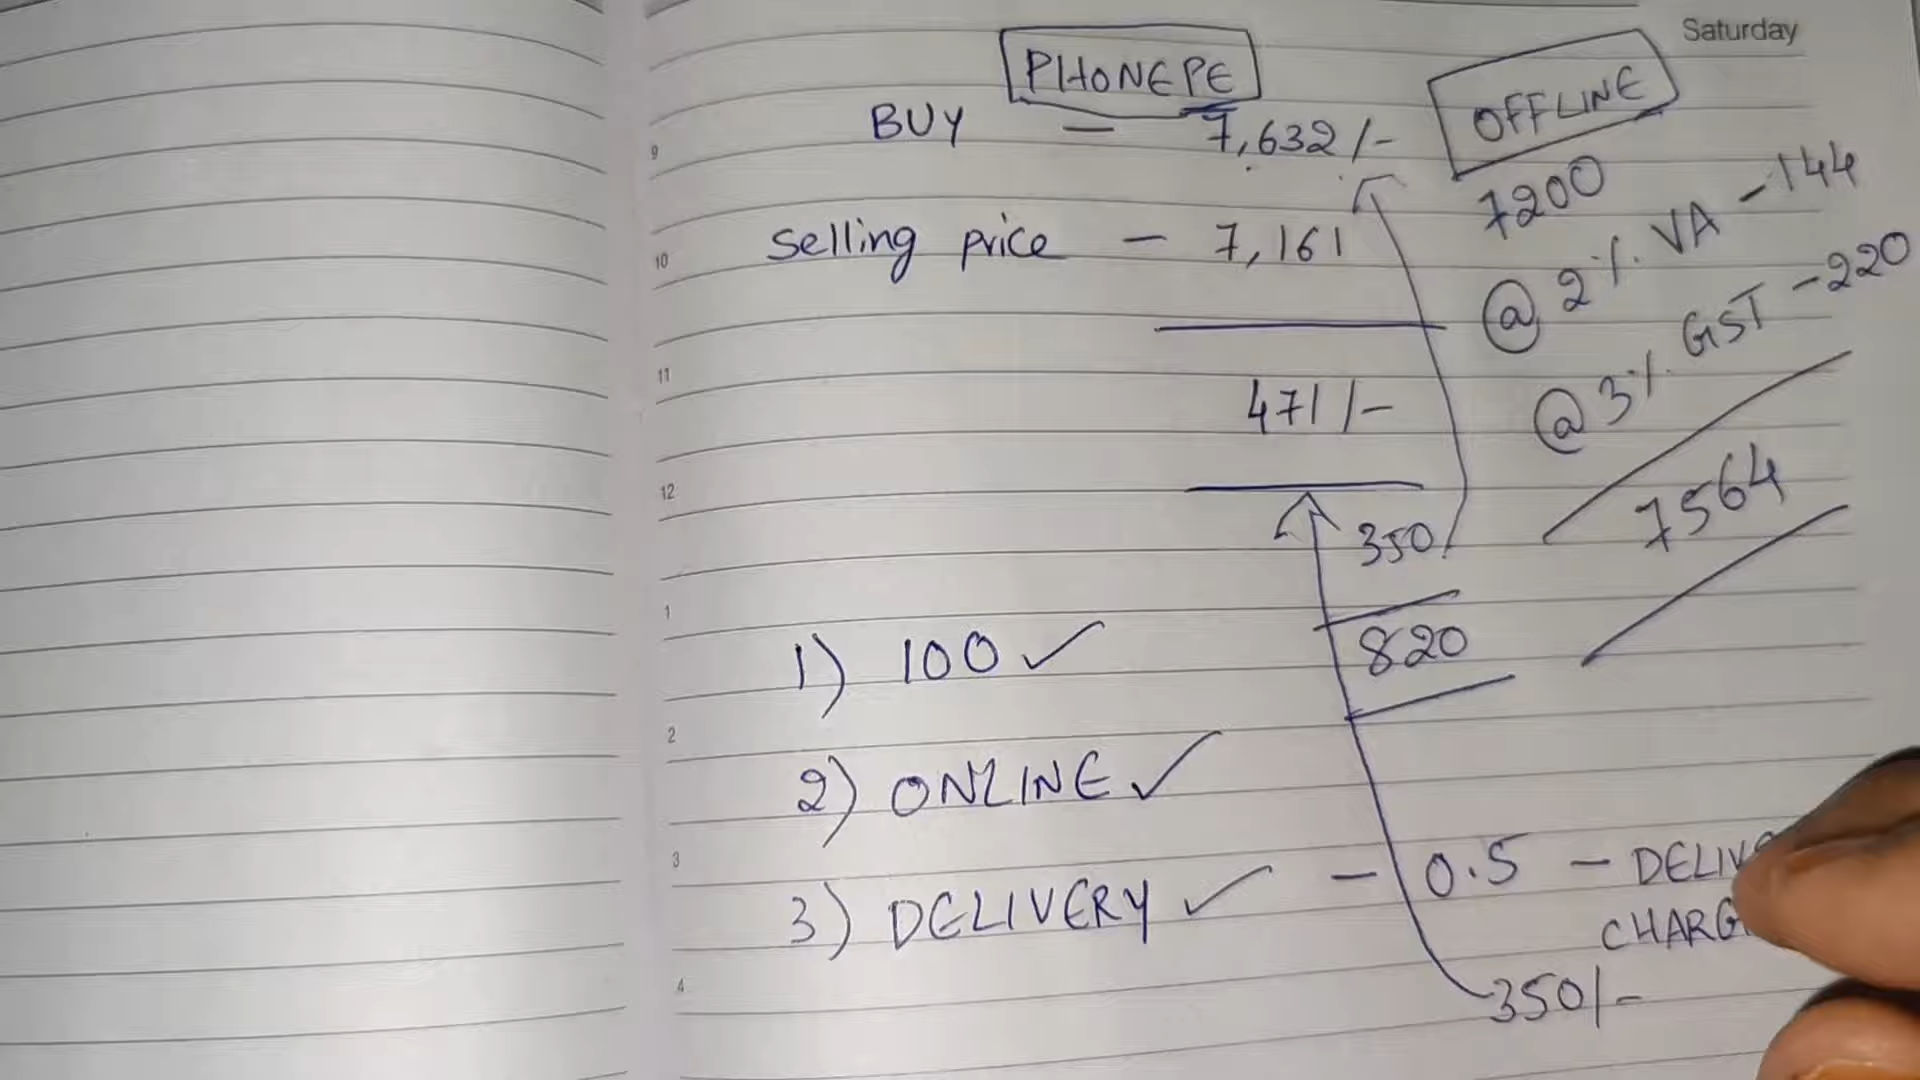 Saturday
PHONEPE
BUY — 7,632/-
Selling price — 7,161
471/-
350
820
OFFLINE
7200
@ 2% VA - 144
@ 3% GST - 220
7564
1) 100 ✓
2) ONLINE ✓
3) DELIVERY ✓ — 0.5 —
350/-
9
10
11
12
1
2
3
4